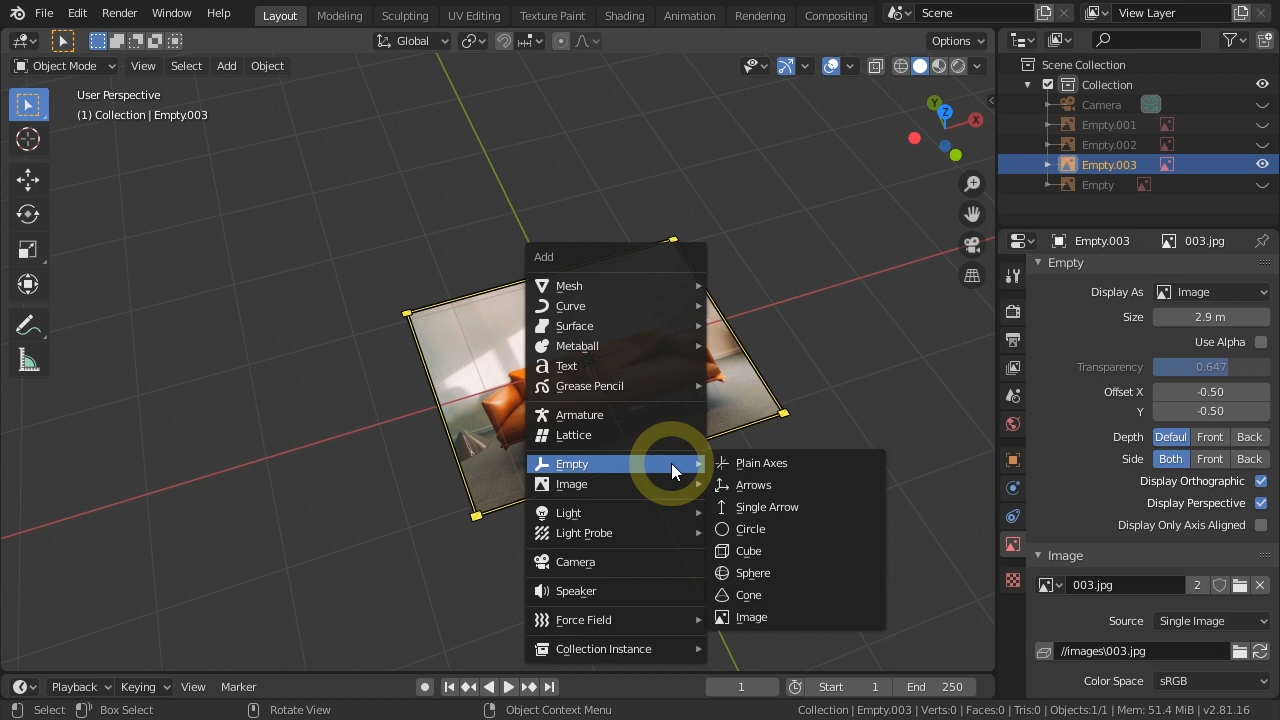 File Edit Render Window Help Layout Modeling Sculpting UV Editing Texture Paint Shading Animation Rendering Compositing Scene View Layer
Global Options
Object Mode View Select Add Object
User Perspective
(1) Collection | Empty.003
Y
Z
X
Add
Mesh
Curve
Surface
Metaball
Text
Grease Pencil
Armature
Lattice
Empty
Image
Light
Light Probe
Camera
Speaker
Force Field
Collection Instance
Plain Axes
Arrows
Single Arrow
Circle
Cube
Sphere
Cone
Image
Scene Collection
Collection
Camera
Empty.001
Empty.002
Empty.003
Empty
Empty.003 003.jpg
Empty
Display As Image
Size 2.9 m
Use Alpha
Transparency 0.647
Offset X -0.50
Y -0.50
Depth Defaul Front Back
Side Both Front Back
Display Orthographic
Display Perspective
Display Only Axis Aligned
Image
003.jpg 2
Source Single Image
//images\003.jpg
Color Space sRGB
Playback Keying View Marker 1 Start 1 End 250
Select Box Select Rotate View Object Context Menu Collection | Empty.003 | Verts:0 | Faces:0 | Tris:0 | Objects:1/1 | Mem: 51.4 MiB | v2.81.16